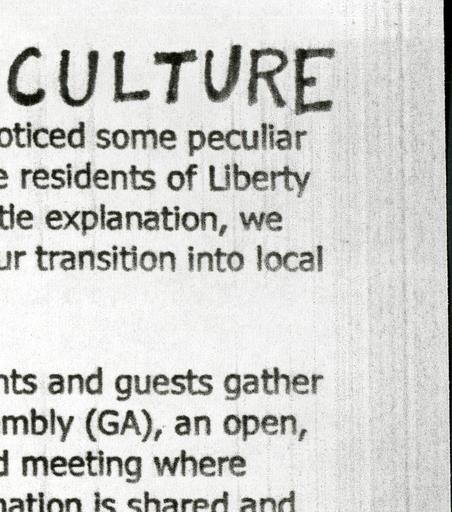 CULTURE
oticed some peculiar
e residents of Liberty
tle explanation, we
ur transition into local
nts and guests gather
mbly (GA), an open,
d meeting where
nation is shared and